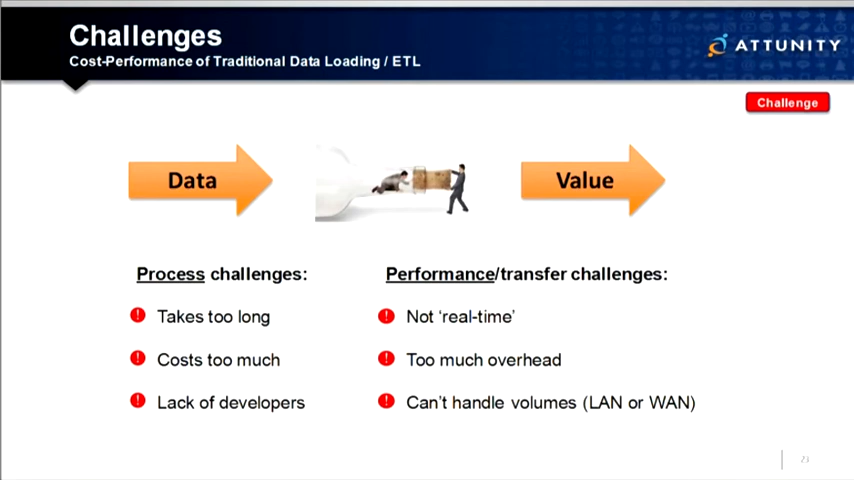 Challenges
Cost-Performance of Traditional Data Loading / ETL
ATTUNITY
Challenge
Data
Value
Process challenges:
Takes too long
Costs too much
Lack of developers
Performance/transfer challenges:
Not ‘real-time’
Too much overhead
Can’t handle volumes (LAN or WAN)
23